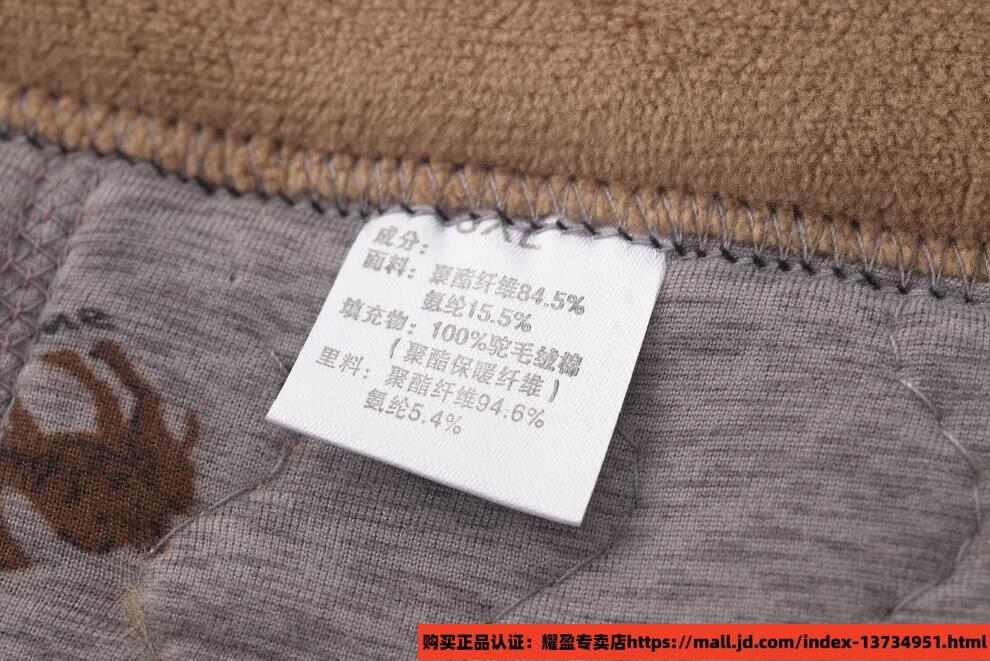 成分：
面料：聚酯纤维84.5%
氨纶15.5%
填充物：100%驼毛绒棉
（聚酯保暖纤维）
里料：聚酯纤维94.6%
氨纶5.4%
购买正品认证：耀盈专卖店https://mall.jd.com/index-13734951.html